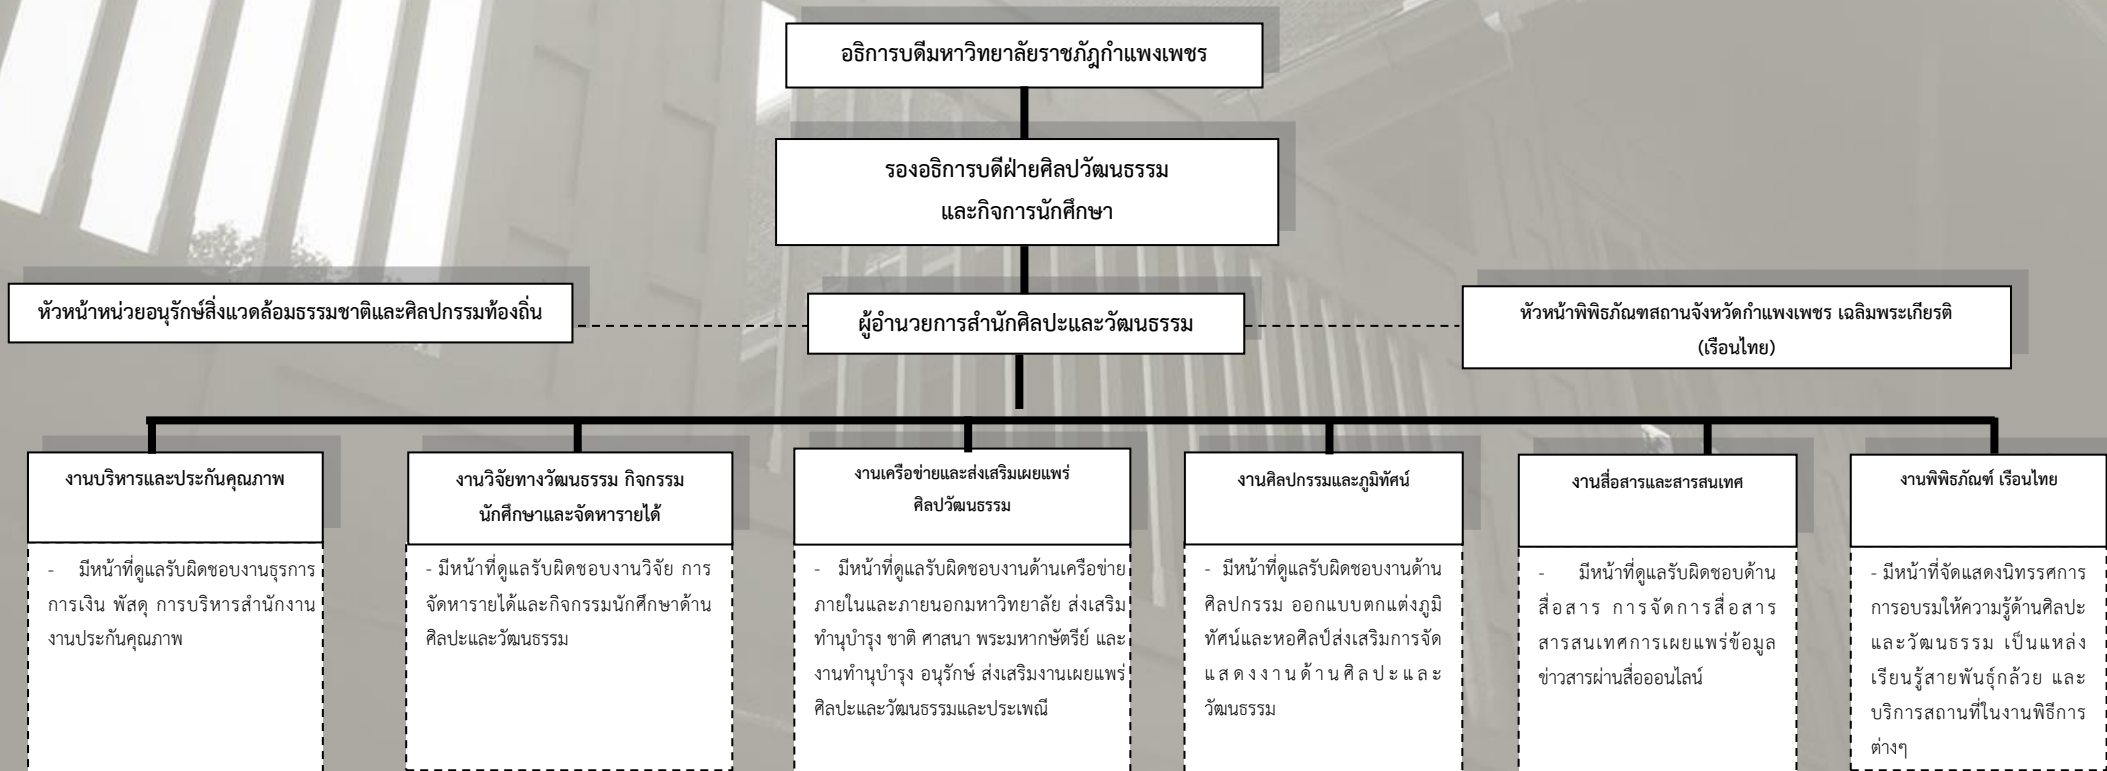 อธิการบดีมหาวิทยาลัยราชภัฏกำแพงเพชร
รองอธิการบดีฝ่ายศิลปวัฒนธรรม
และกิจการนักศึกษา
หัวหน้าหน่วยอนุรักษ์สิ่งแวดล้อมธรรมชาติและศิลปกรรมท้องถิ่น
ผู้อำนวยการสำนักศิลปะและวัฒนธรรม
หัวหน้าพิพิธภัณฑสถานจังหวัดกำแพงเพชร เฉลิมพระเกียรติ
(เรือนไทย)
งานบริหารและประกันคุณภาพ
- มีหน้าที่ดูแลรับผิดชอบงานธุรการ
การเงิน พัสดุ การบริหารสำนักงาน
งานประกันคุณภาพ
งานวิจัยทางวัฒนธรรม กิจกรรม
นักศึกษาและจัดหารายได้
- มีหน้าที่ดูแลรับผิดชอบงานวิจัย การ
จัดหารายได้และกิจกรรมนักศึกษาด้าน
ศิลปะและวัฒนธรรม
งานเครือข่ายและส่งเสริมเผยแพร่
ศิลปวัฒนธรรม
- มีหน้าที่ดูแลรับผิดชอบงานด้านเครือข่าย
ภายในและภายนอกมหาวิทยาลัย ส่งเสริม
ทำนุบำรุง ชาติ ศาสนา พระมหากษัตรีย์ และ
งานทำนุบำรุง อนุรักษ์ ส่งเสริมงานเผยแพร่
ศิลปะและวัฒนธรรมและประเพณี
งานศิลปกรรมและภูมิทัศน์
- มีหน้าที่ดูแลรับผิดชอบงานด้าน
ศิลปกรรม ออกแบบตกแต่งภูมิ
ทัศน์และหอศิลป์ส่งเสริมการจัด
แสดงงานด้านศิลปะและ
วัฒนธรรม
งานสื่อสารและสารสนเทศ
- มีหน้าที่ดูแลรับผิดชอบด้าน
สื่อสาร การจัดการสื่อสาร
สารสนเทศการเผยแพร่ข้อมูล
ข่าวสารผ่านสื่อออนไลน์
งานพิพิธภัณฑ์ เรือนไทย
- มีหน้าที่จัดแสดงนิทรรศการ
การอบรมให้ความรู้ด้านศิลปะ
และวัฒนธรรม เป็นแหล่ง
เรียนรู้สายพันธุ์กล้วย และ
บริการสถานที่ในงานพิธีการ
ต่างๆ